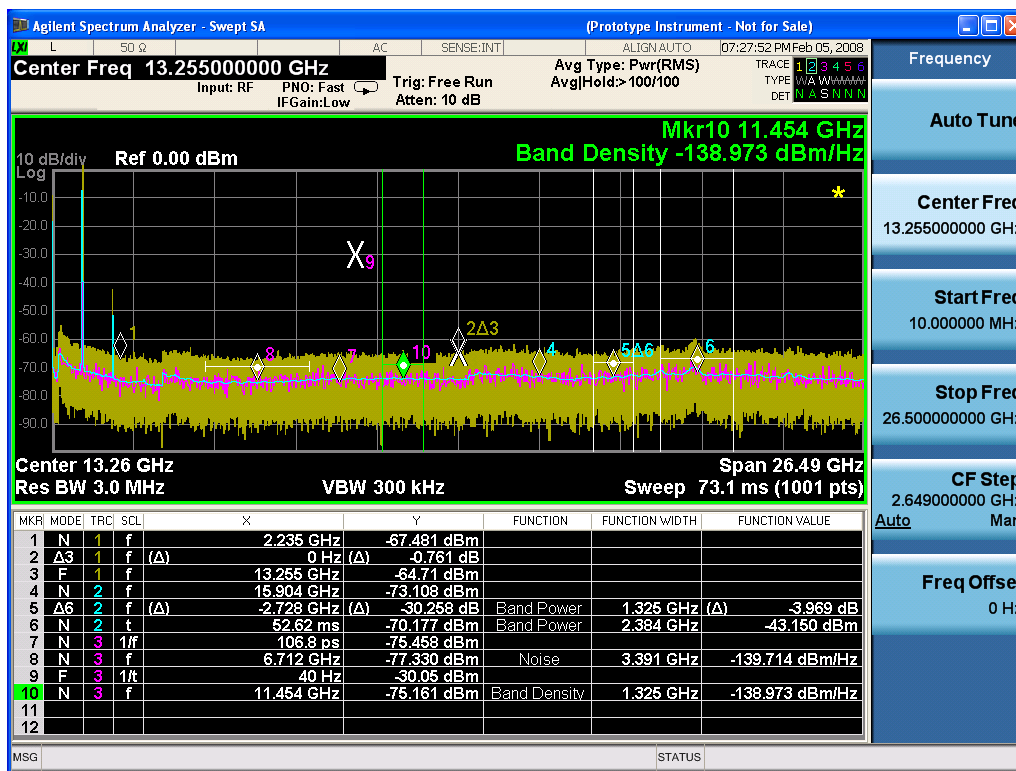 Agilent Spectrum Analyzer - Swept SA (Prototype Instrument - Not for Sale)
LXI L 50 Ω AC SENSE:INT ALIGN AUTO 07:27:52 PM Feb 05, 2008
Center Freq 13.255000000 GHz
Input: RF PNO: Fast IFGain:Low
Trig: Free Run Atten: 10 dB
Avg Type: Pwr(RMS) Avg|Hold:>100/100
TRACE 1 2 3 4 5 6
TYPE W A W W W W
DET N A S N N N
Mkr10 11.454 GHz
Band Density -138.973 dBm/Hz
10 dB/div Ref 0.00 dBm
Log
-10.0
-20.0
-30.0
-40.0
-50.0
-60.0
-70.0
-80.0
-90.0
1
8
7
9
10
2Δ3
4
5Δ6
6
Center 13.26 GHz Span 26.49 GHz
Res BW 3.0 MHz VBW 300 kHz Sweep 73.1 ms (1001 pts)
MKR MODE TRC SCL X Y FUNCTION FUNCTION WIDTH FUNCTION VALUE
1 N 1 f 2.235 GHz -67.481 dBm
2 Δ3 1 f (Δ) 0 Hz (Δ) -0.761 dB
3 F 1 f 13.255 GHz -64.71 dBm
4 N 2 f 15.904 GHz -73.108 dBm
5 Δ6 2 f (Δ) -2.728 GHz (Δ) -30.258 dB Band Power 1.325 GHz (Δ) -3.969 dB
6 N 2 t 52.62 ms -70.177 dBm Band Power 2.384 GHz -43.150 dBm
7 N 3 1/f 106.8 ps -75.458 dBm
8 N 3 f 6.712 GHz -77.330 dBm Noise 3.391 GHz -139.714 dBm/Hz
9 F 3 1/t 40 Hz -30.05 dBm
10 N 3 f 11.454 GHz -75.161 dBm Band Density 1.325 GHz -138.973 dBm/Hz
11
12
MSG STATUS
Frequency
Auto Tune
Center Freq
13.255000000 GHz
Start Freq
10.000000 MHz
Stop Freq
26.500000000 GHz
CF Step
2.649000000 GHz
Auto Man
Freq Offset
0 Hz